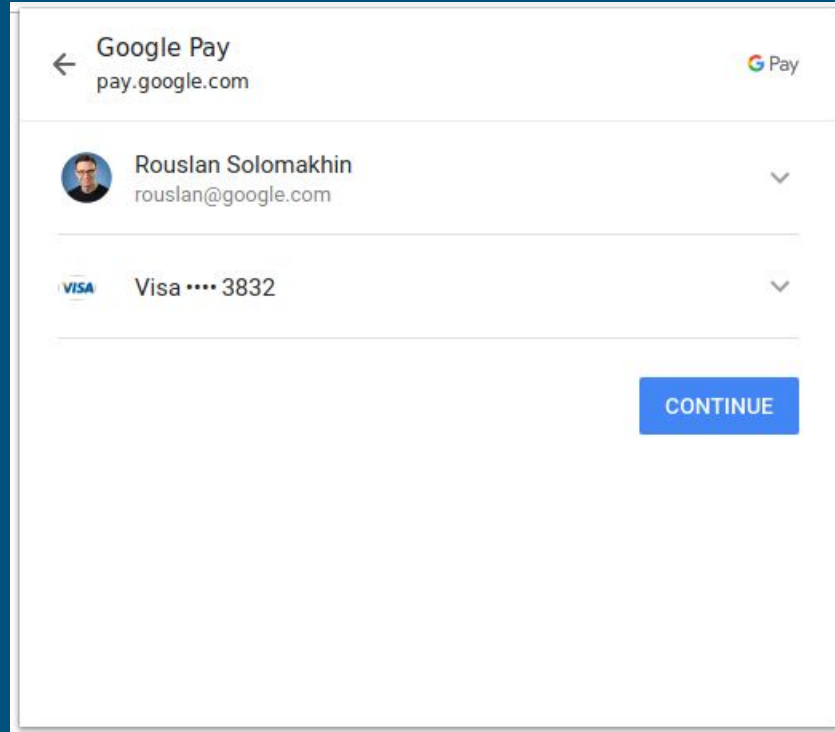 Google Pay
pay.google.com
G Pay
Rouslan Solomakhin
rouslan@google.com
VISA
Visa •••• 3832
CONTINUE